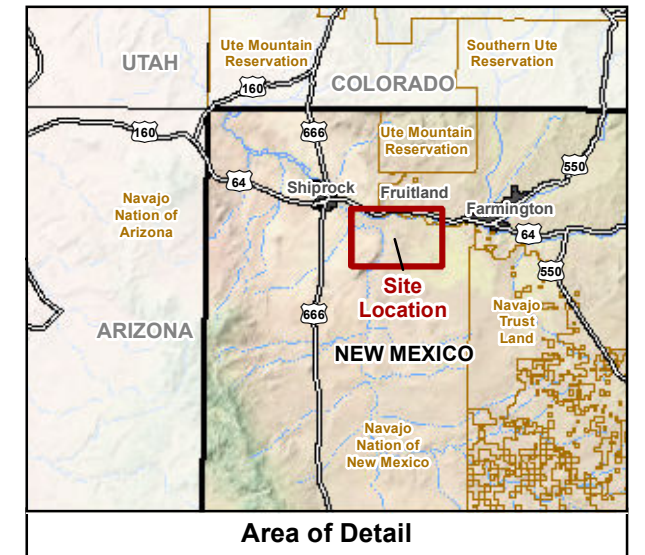 Ute Mountain
Reservation
Southern Ute
Reservation
UTAH
COLORADO
160
160
666
Ute Mountain
Reservation
550
64
Shiprock
Fruitland
Navajo
Nation of
Arizona
Farmington
64
550
Site
Location
Navajo
Trust
Land
666
ARIZONA
NEW MEXICO
Navajo
Nation of
New Mexico
Area of Detail